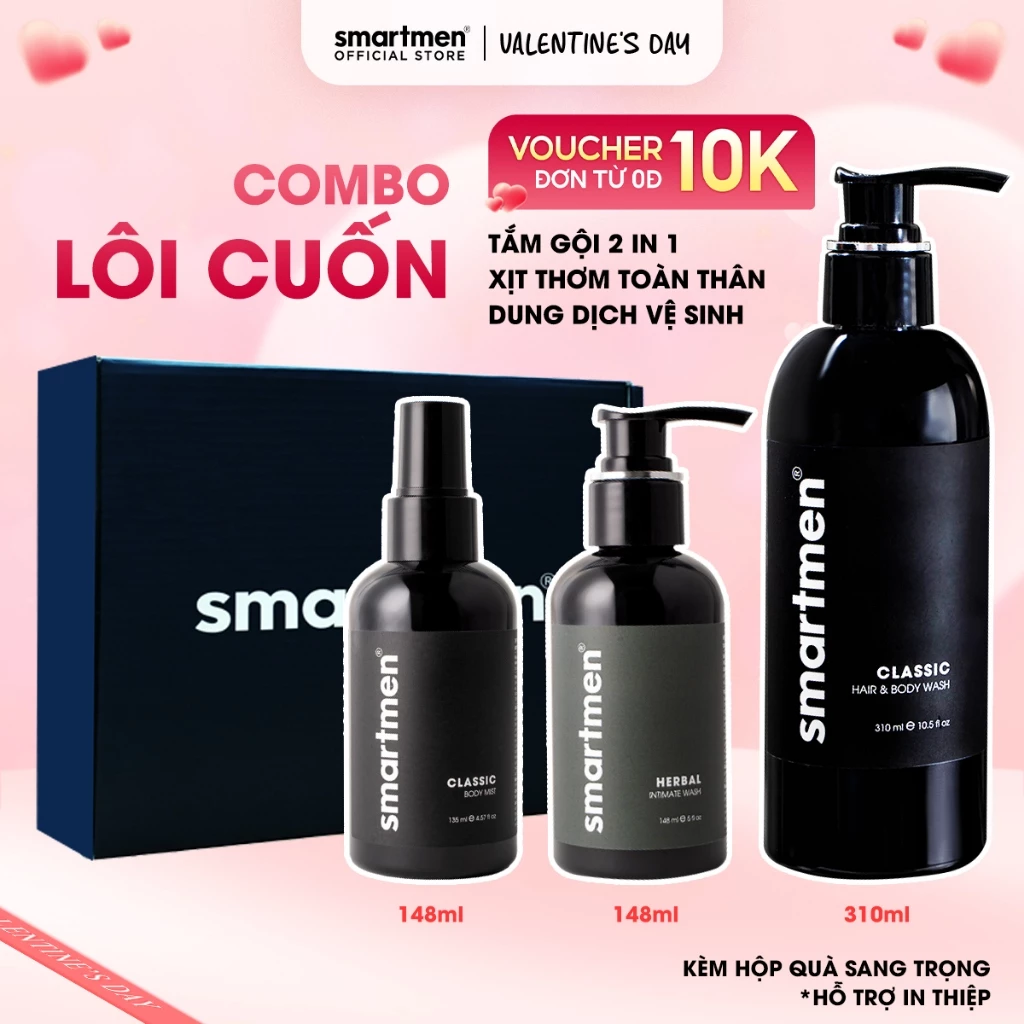 smartmen®
OFFICIAL STORE
VALENTINE'S DAY
VOUCHER
ĐƠN TỪ 0Đ
10K
COMBO
LÔI CUỐN
TẮM GỘI 2 IN 1
XỊT THƠM TOÀN THÂN
DUNG DỊCH VỆ SINH
smartmen®
CLASSIC
BODY MIST
135 ml ℮ 4.57 fl oz
smartmen®
HERBAL
INTIMATE WASH
148 ml ℮ 5 fl oz
smartmen®
CLASSIC
HAIR & BODY WASH
310 ml ℮ 10.5 fl oz
148ml
148ml
310ml
KÈM HỘP QUÀ SANG TRỌNG
*HỖ TRỢ IN THIỆP